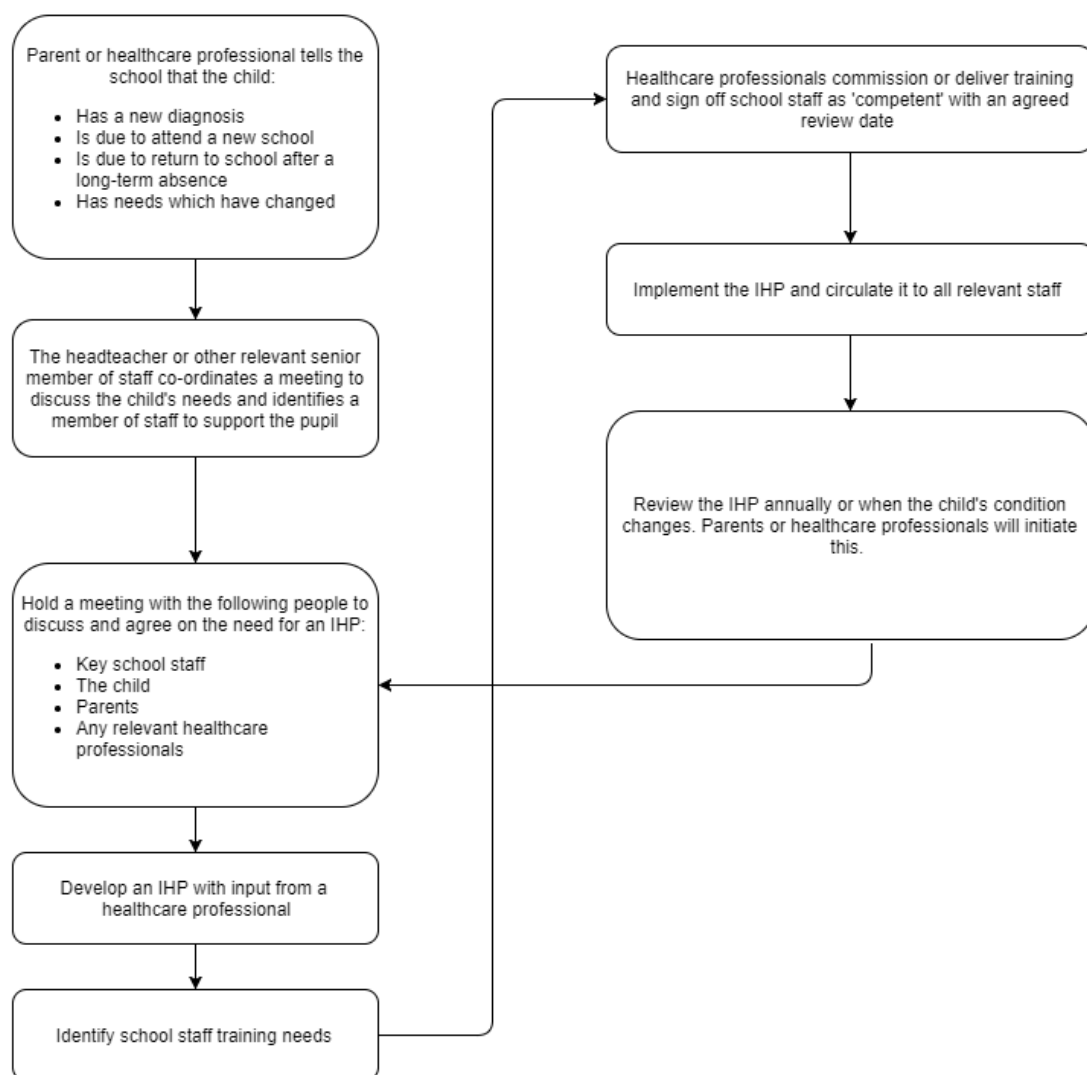 Parent or healthcare professional tells the
school that the child:
• Has a new diagnosis
• Is due to attend a new school
• Is due to return to school after a
long-term absence
• Has needs which have changed
The headteacher or other relevant senior
member of staff co-ordinates a meeting to
discuss the child's needs and identifies a
member of staff to support the pupil
Hold a meeting with the following people to
discuss and agree on the need for an IHP:
• Key school staff
• The child
• Parents
• Any relevant healthcare
professionals
Develop an IHP with input from a
healthcare professional
Identify school staff training needs
Healthcare professionals commission or deliver training
and sign off school staff as 'competent' with an agreed
review date
Implement the IHP and circulate it to all relevant staff
Review the IHP annually or when the child's condition
changes. Parents or healthcare professionals will initiate
this.